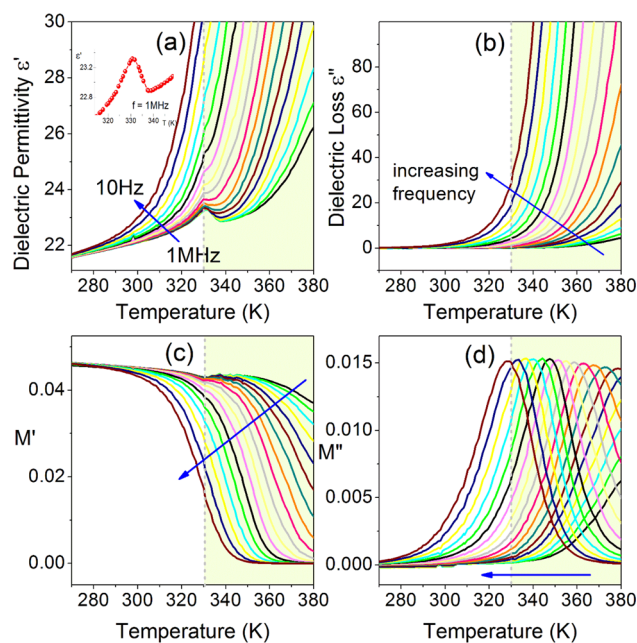 30
28
26
24
22
Dielectric Permittivity ε'
(a)
ε'
23.2
22.8
f = 1MHz
320 330 340 T (K)
10Hz
1MHz
280 300 320 340 360 380
Temperature (K)
80
60
40
20
0
Dielectric Loss ε''
(b)
increasing
frequency
280 300 320 340 360 380
Temperature (K)
0.04
0.02
0.00
M'
(c)
280 300 320 340 360 380
Temperature (K)
0.015
0.010
0.005
0.000
M''
(d)
280 300 320 340 360 380
Temperature (K)